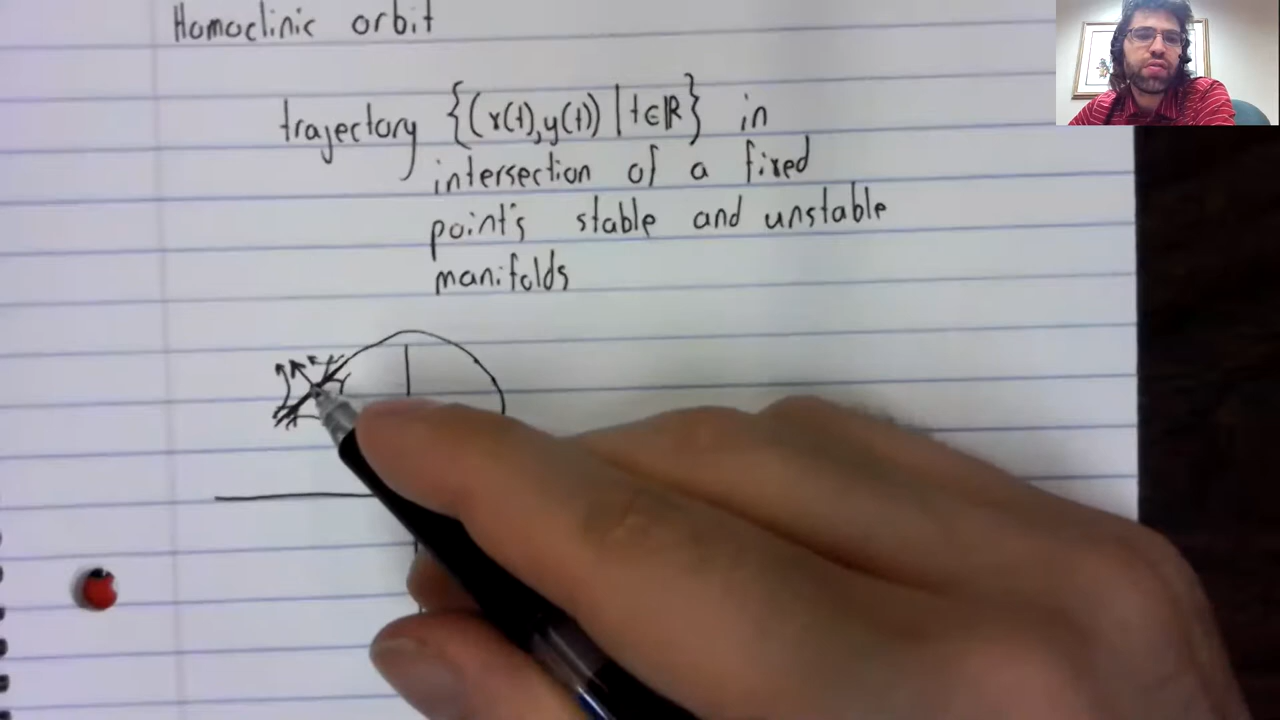 Homoclinic orbit
trajectory {(x(t),y(t)) | t∈ℝ} in
intersection of a fixed
point's stable and unstable
manifolds